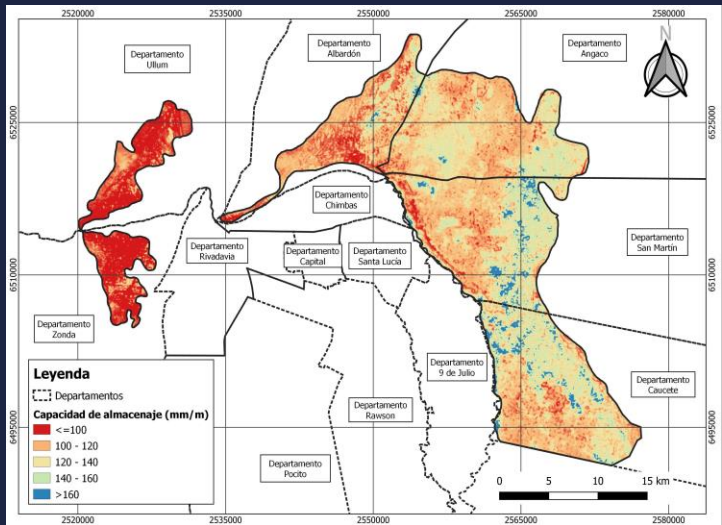 2520000
2535000
2550000
2565000
2580000
N
Departamento
Ullum
Departamento
Albardón
Departamento
Angaco
6525000
6525000
Departamento
Chimbas
Departamento
Rivadavia
Departamento
Capital
Departamento
Santa Lucía
Departamento
San Martín
6510000
6510000
Departamento
Zonda
Departamento
9 de Julio
Departamento
Caucete
Departamento
Rawson
Departamento
Pocito
6495000
6495000
Leyenda
Departamentos
Capacidad de almacenaje (mm/m)
<=100
100 - 120
120 - 140
140 - 160
>160
0 5 10 15 km
2520000
2535000
2550000
2565000
2580000